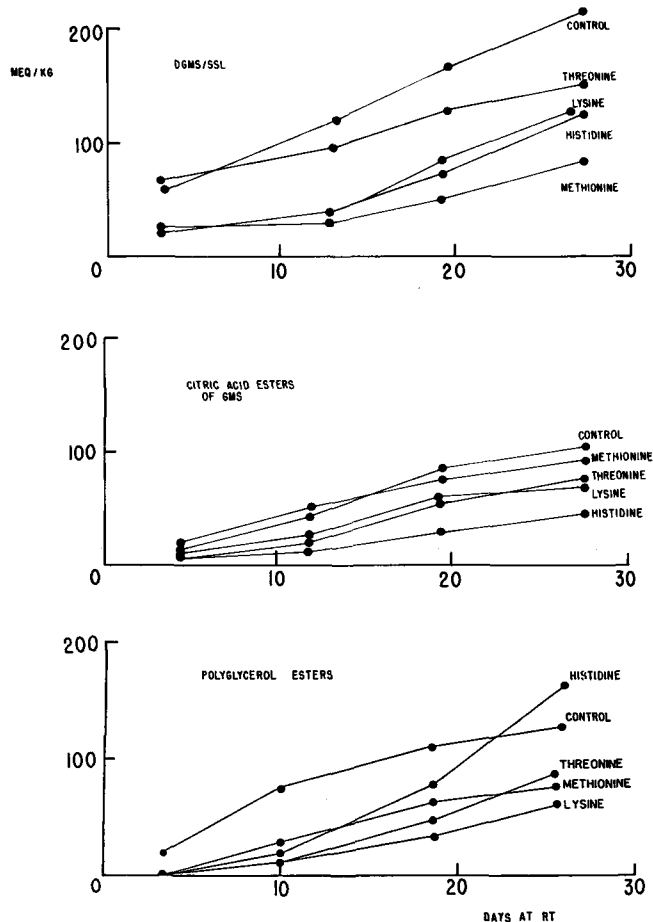 200
CONTROL
MEQ/KG
DGMS/SSL
THREONINE
LYSINE
100
HISTIDINE
METHIONINE
0
10
20
30
200
CITRIC ACID ESTERS
OF GMS
CONTROL
100
METHIONINE
THREONINE
LYSINE
HISTIDINE
0
10
20
30
200
POLYGLYCEROL ESTERS
HISTIDINE
CONTROL
100
THREONINE
METHIONINE
LYSINE
0
10
20
30
DAYS AT RT